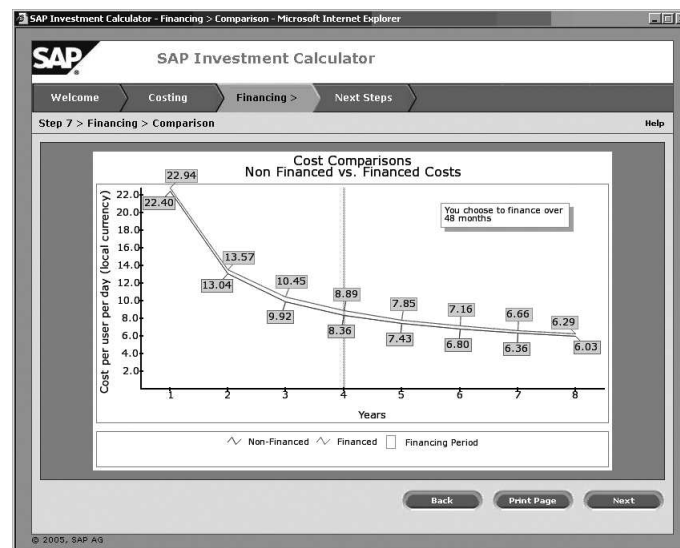 SAP Investment Calculator - Financing > Comparison - Microsoft Internet Explorer
SAP
SAP Investment Calculator
Welcome Costing Financing > Next Steps
Step 7 > Financing > Comparison Help
Cost Comparisons
Non Financed vs. Financed Costs
Cost per user per day (local currency)
22.0
20.0
18.0
16.0
14.0
12.0
10.0
8.0
6.0
4.0
2.0
22.94
22.40
13.57
13.04
10.45
9.92
8.89
8.36
7.85
7.43
7.16
6.80
6.66
6.36
6.29
6.03
You choose to finance over
48 months
1 2 3 4 5 6 7 8
Years
Non-Financed Financed Financing Period
Back Print Page Next
© 2005, SAP AG